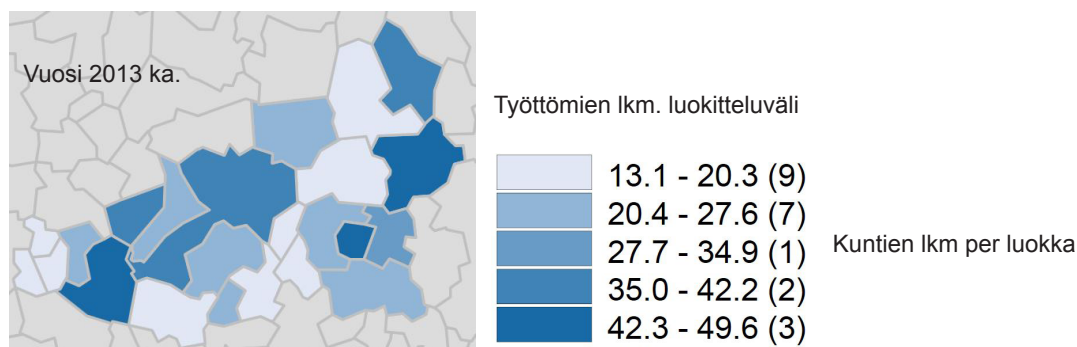 Vuosi 2013 ka.
Työttömien lkm. luokitteluväli
13.1 - 20.3 (9)
20.4 - 27.6 (7)
27.7 - 34.9 (1)
35.0 - 42.2 (2)
42.3 - 49.6 (3)
Kuntien lkm per luokka